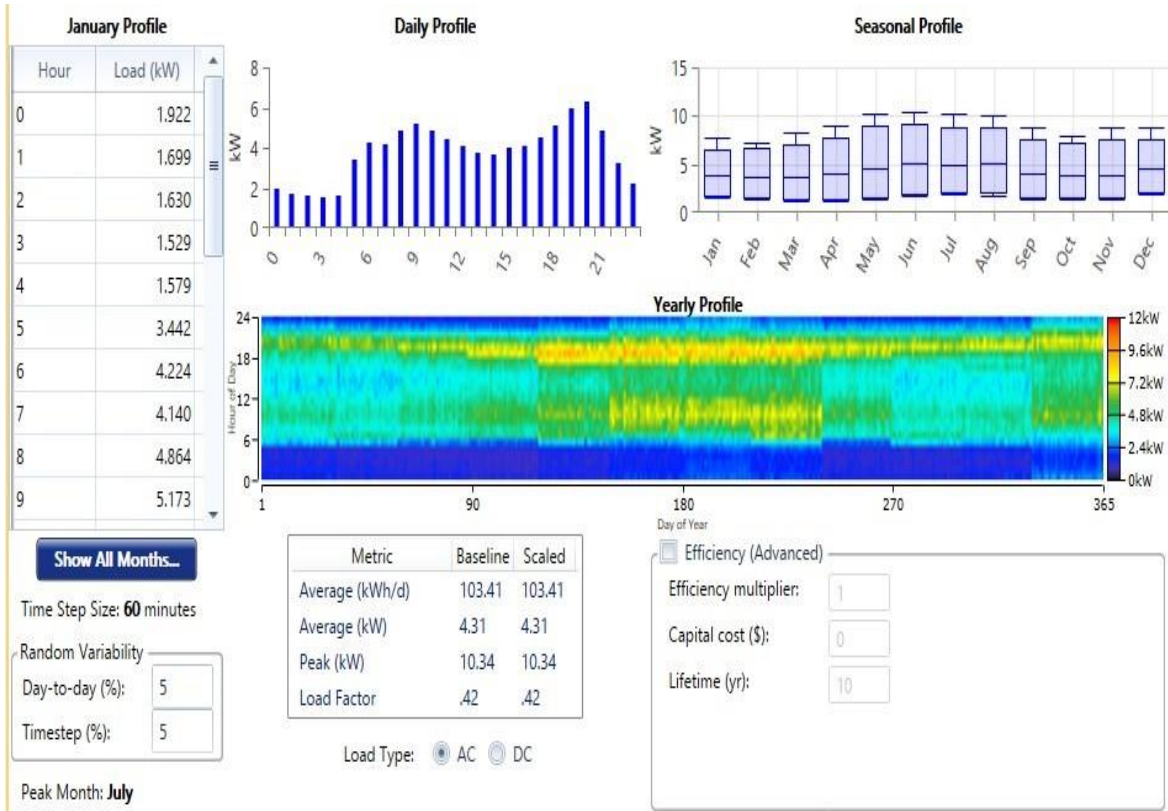 January Profile
Hour Load (kW)
0 1.922
1 1.699
2 1.630
3 1.529
4 1.579
5 3.442
6 4.224
7 4.140
8 4.864
9 5.173
Show All Months...
Time Step Size: 60 minutes
Random Variability
Day-to-day (%): 5
Timestep (%): 5
Peak Month: July
Daily Profile
kW
8
6
4
2
0
0 3 6 9 12 15 18 21
Seasonal Profile
kW
15
10
5
0
Jan Feb Mar Apr May Jun Jul Aug Sep Oct Nov Dec
Yearly Profile
Hour of Day
24
18
12
6
0
1 90 180 270 365
Day of Year
12kW
9.6kW
7.2kW
4.8kW
2.4kW
0kW
Metric Baseline Scaled
Average (kWh/d) 103.41 103.41
Average (kW) 4.31 4.31
Peak (kW) 10.34 10.34
Load Factor .42 .42
Load Type: AC DC
Efficiency (Advanced)
Efficiency multiplier: 1
Capital cost ($): 0
Lifetime (yr): 10